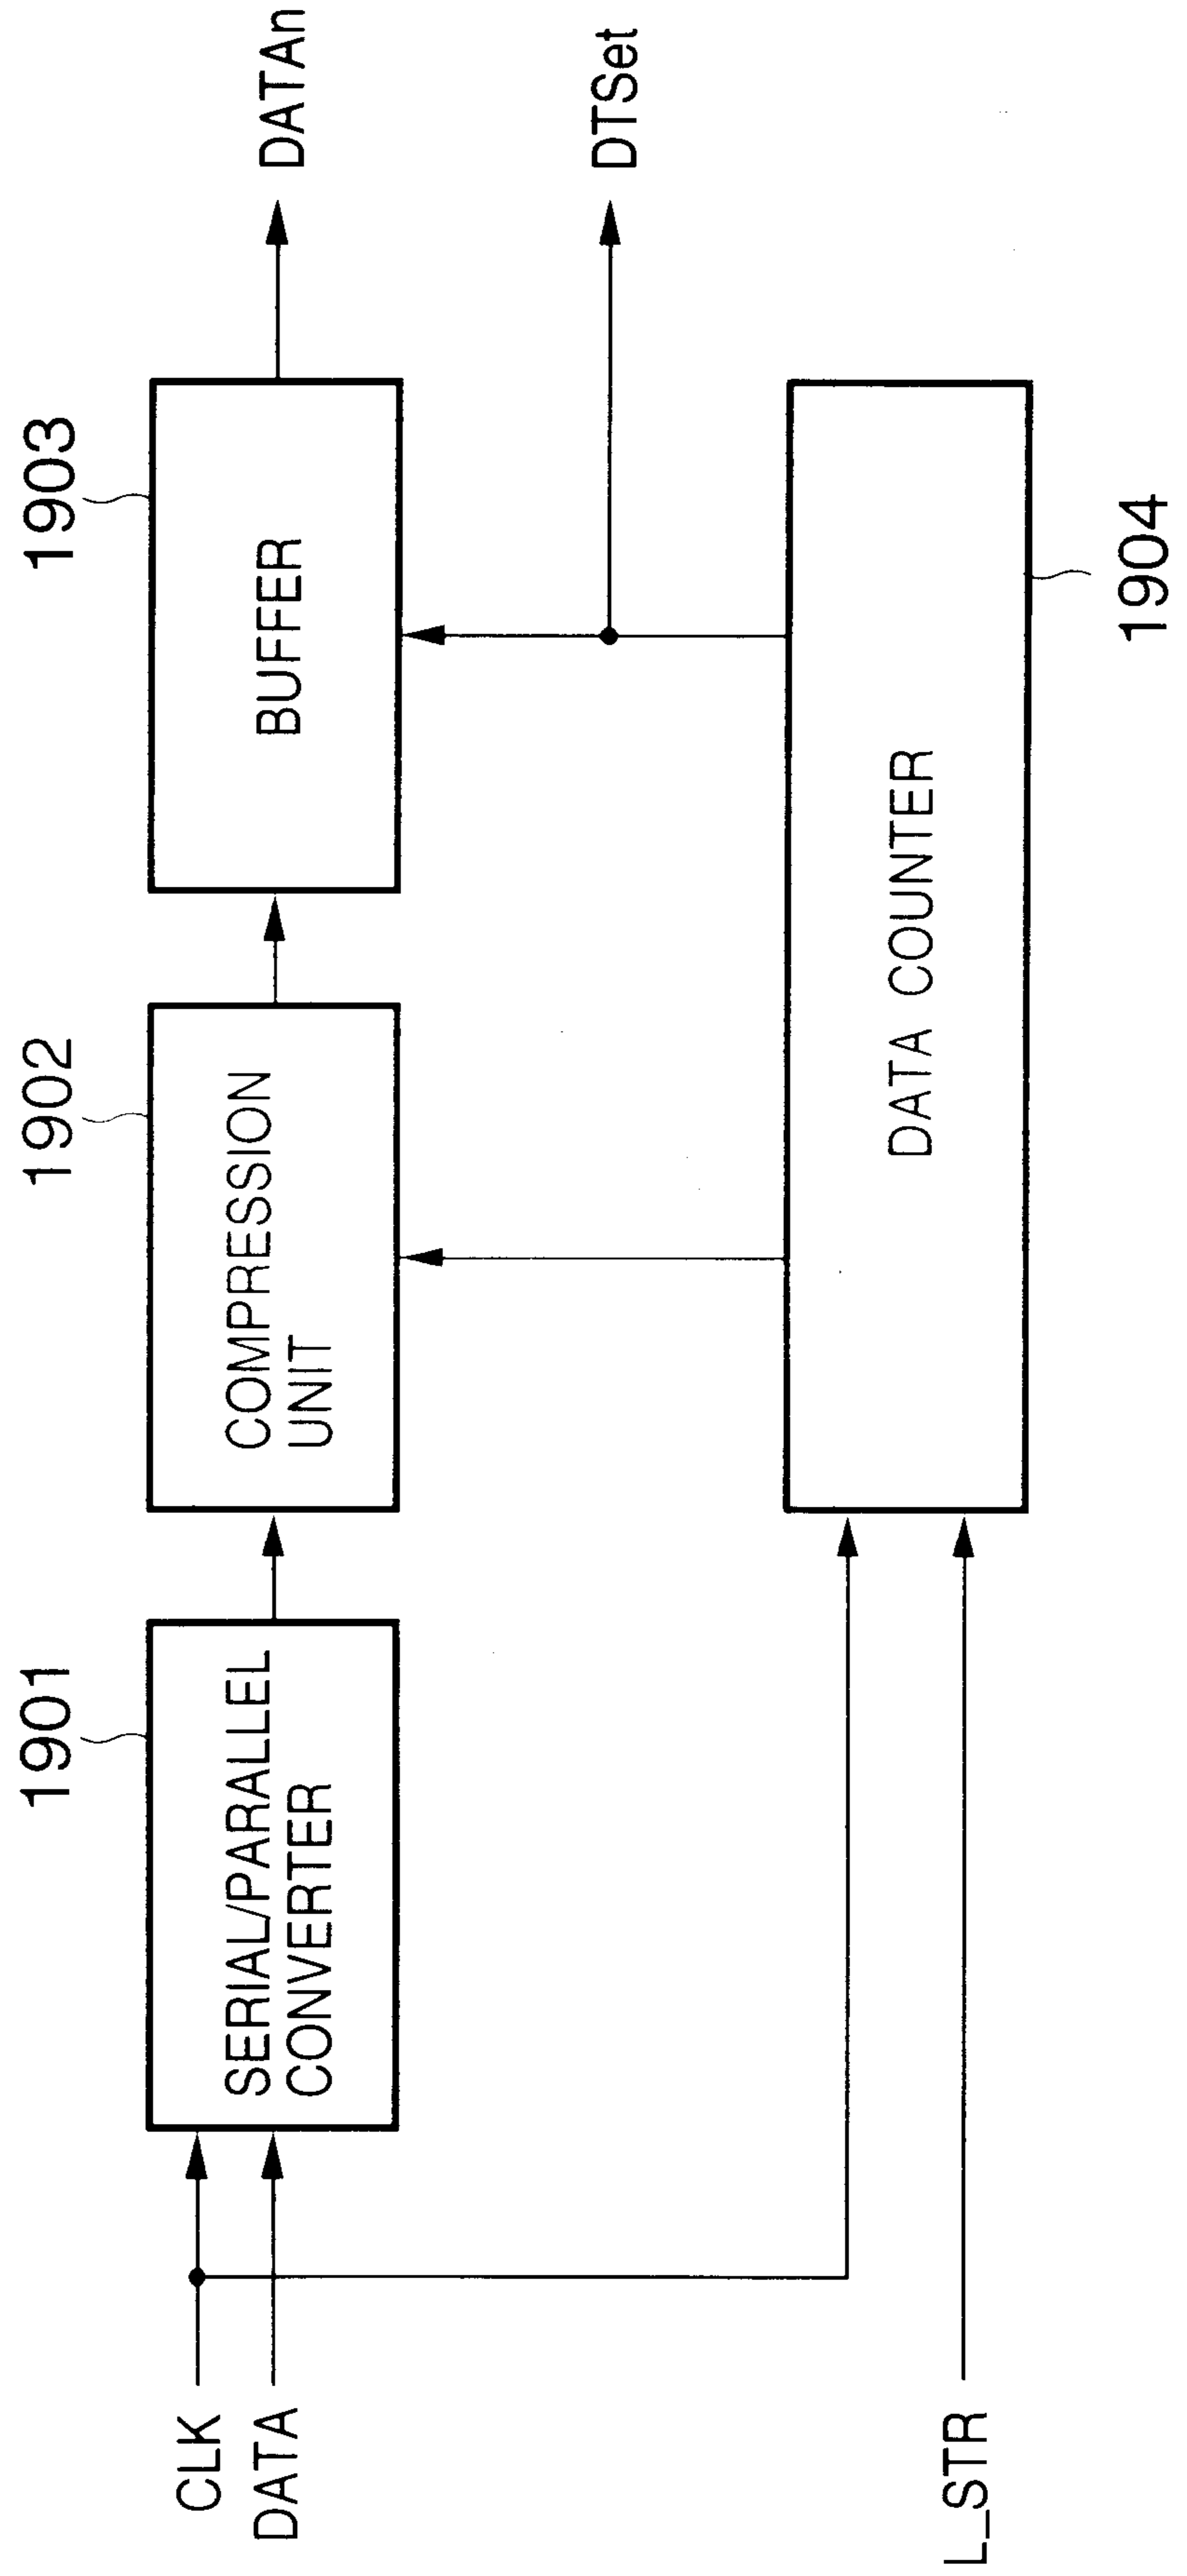 1901
1902
1903
CLK
DATA
SERIAL/PARALLEL
CONVERTER
COMPRESSION
UNIT
BUFFER
DATAn
DTSet
DATA COUNTER
L_STR
1904